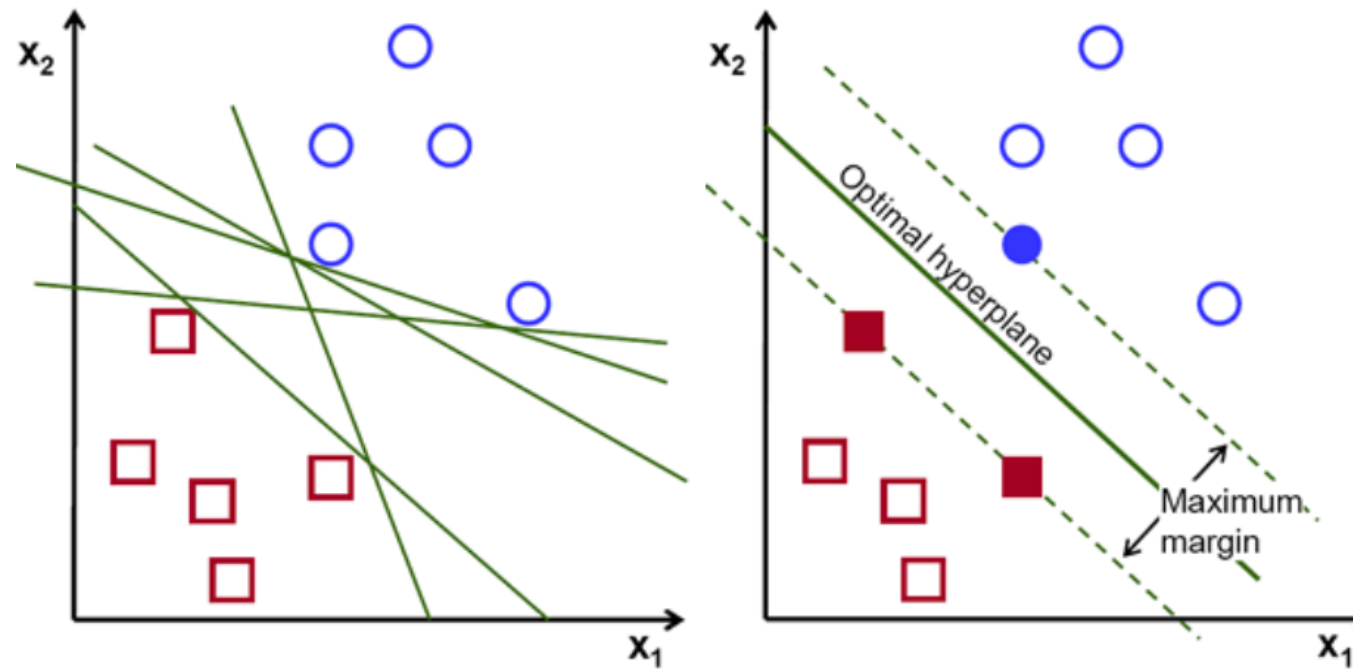 x₂
x₁
x₂
Optimal hyperplane
Maximum
margin
x₁